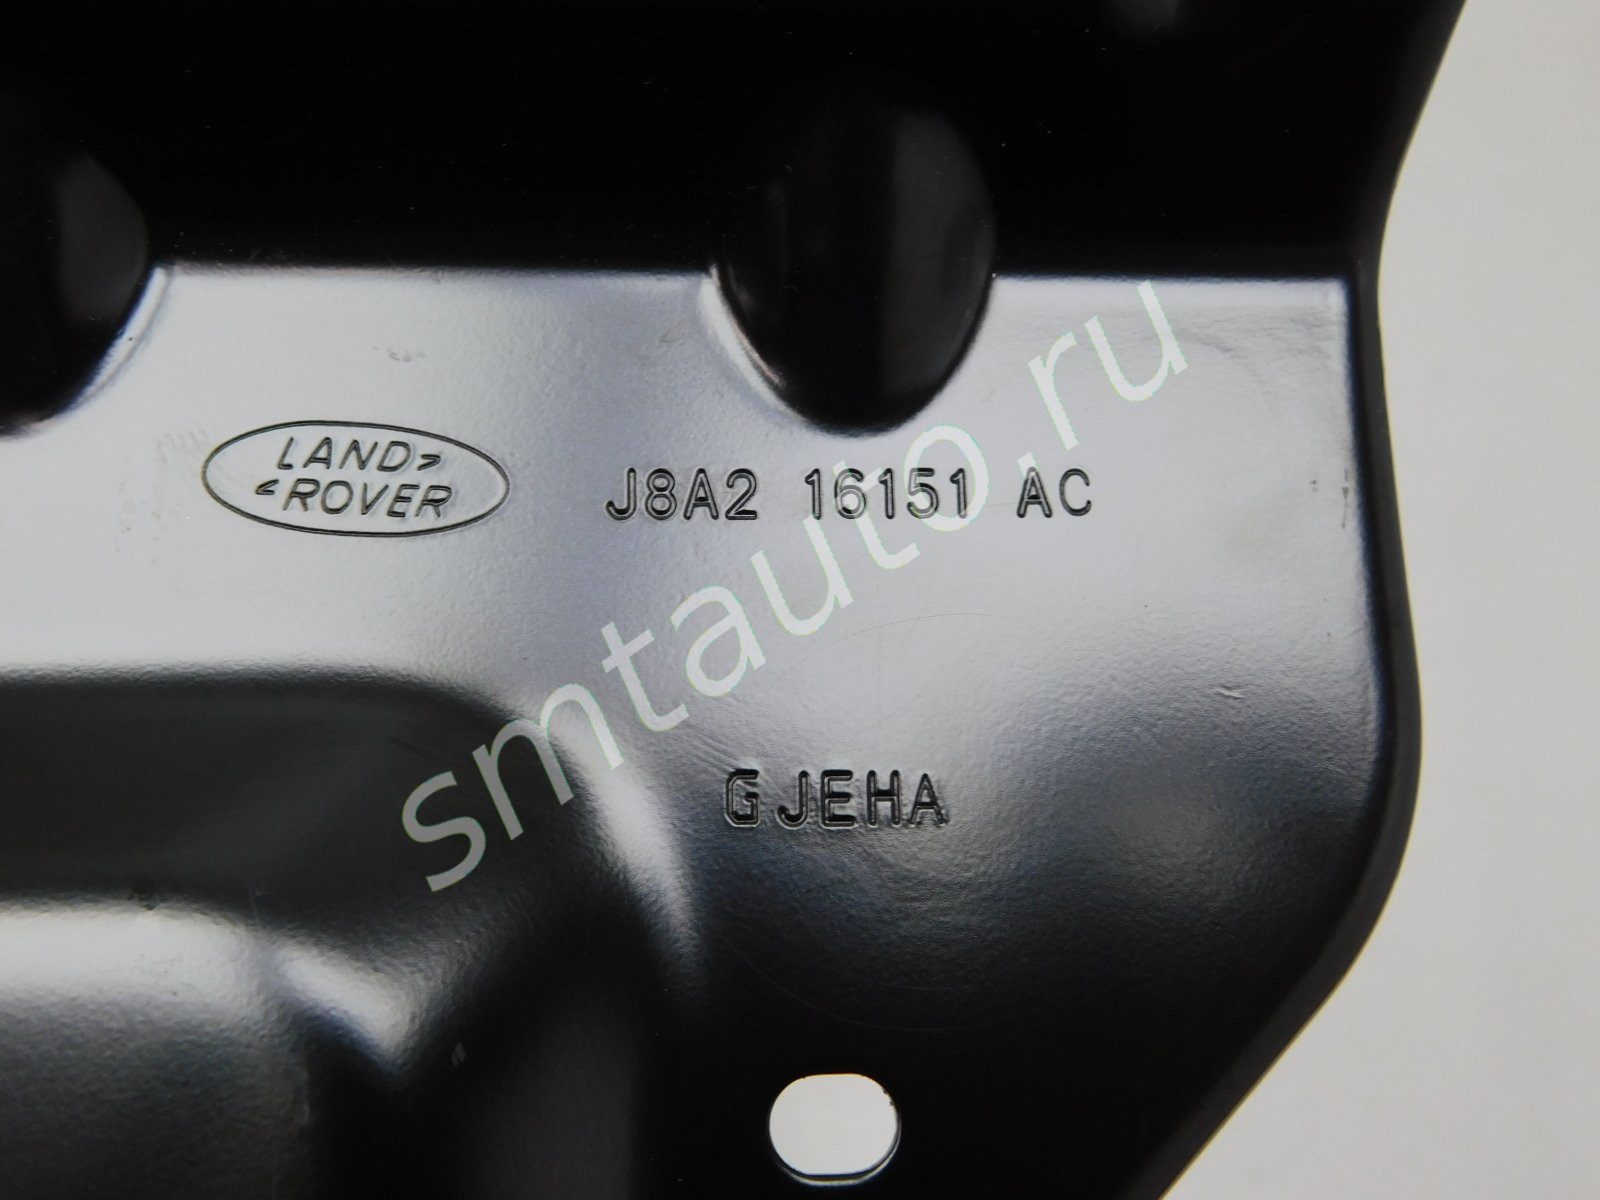 LAND
ROVER
J8A2 16151 AC
smtauto.ru
GJEHA